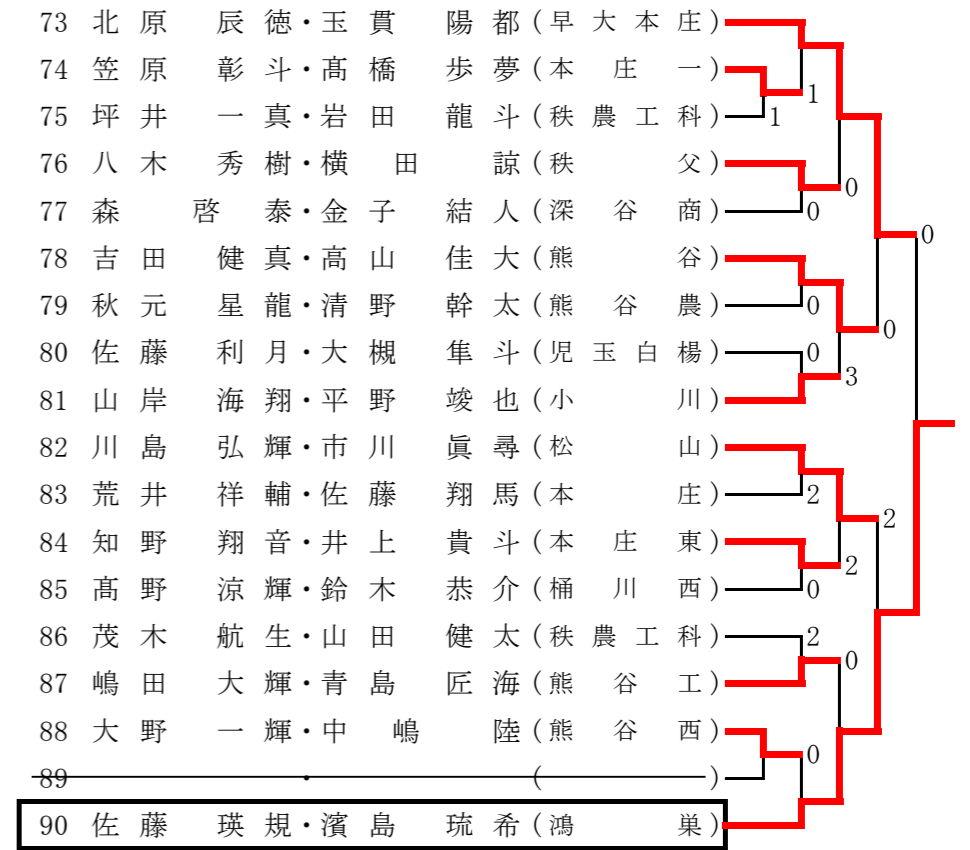 73 北原 辰徳・玉貫 陽都(早大本庄)
74 笠原 彰斗・髙橋 歩夢(本庄一)
1
75 坪井 一真・岩田 龍斗(秩農工科) 1
76 八木 秀樹・横田 諒(秩父)
0
77 森 啓泰・金子 結人(深谷商) 0
0
78 吉田 健真・高山 佳大(熊谷)
79 秋元 星龍・清野 幹太(熊谷農) 0
0
80 佐藤 利月・大槻 隼斗(児玉白楊) 0
3
81 山岸 海翔・平野 竣也(小川)
82 川島 弘輝・市川 眞尋(松山)
83 荒井 祥輔・佐藤 翔馬(本庄) 2
2
84 知野 翔音・井上 貴斗(本庄東)
2
85 髙野 涼輝・鈴木 恭介(桶川西) 0
86 茂木 航生・山田 健太(秩農工科) 2
0
87 嶋田 大輝・青島 匠海(熊谷工)
88 大野 一輝・中嶋 陸(熊谷西)
0
89 ・ ( )
90 佐藤 瑛規・濱島 琉希(鴻巣)